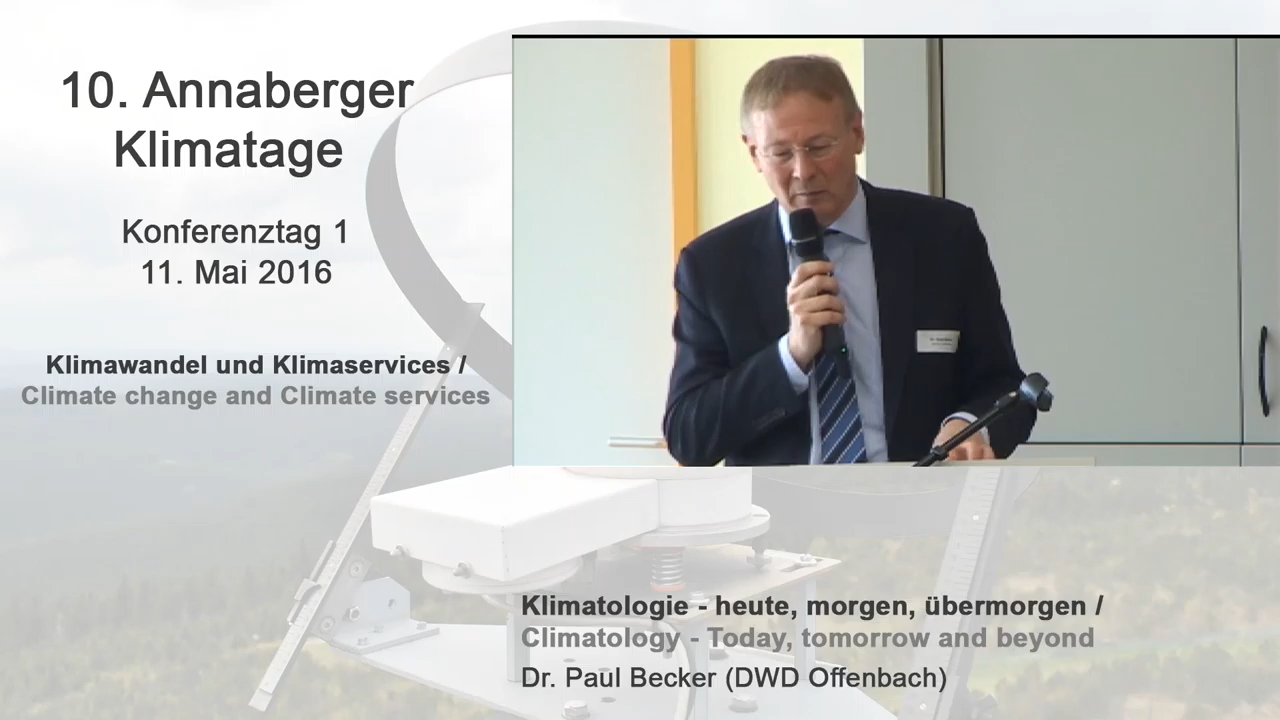 10. Annaberger
Klimatage
Konferenztag 1
11. Mai 2016
Klimawandel und Klimaservices /
Climate change and Climate services
Klimatologie - heute, morgen, übermorgen /
Climatology - Today, tomorrow and beyond
Dr. Paul Becker (DWD Offenbach)